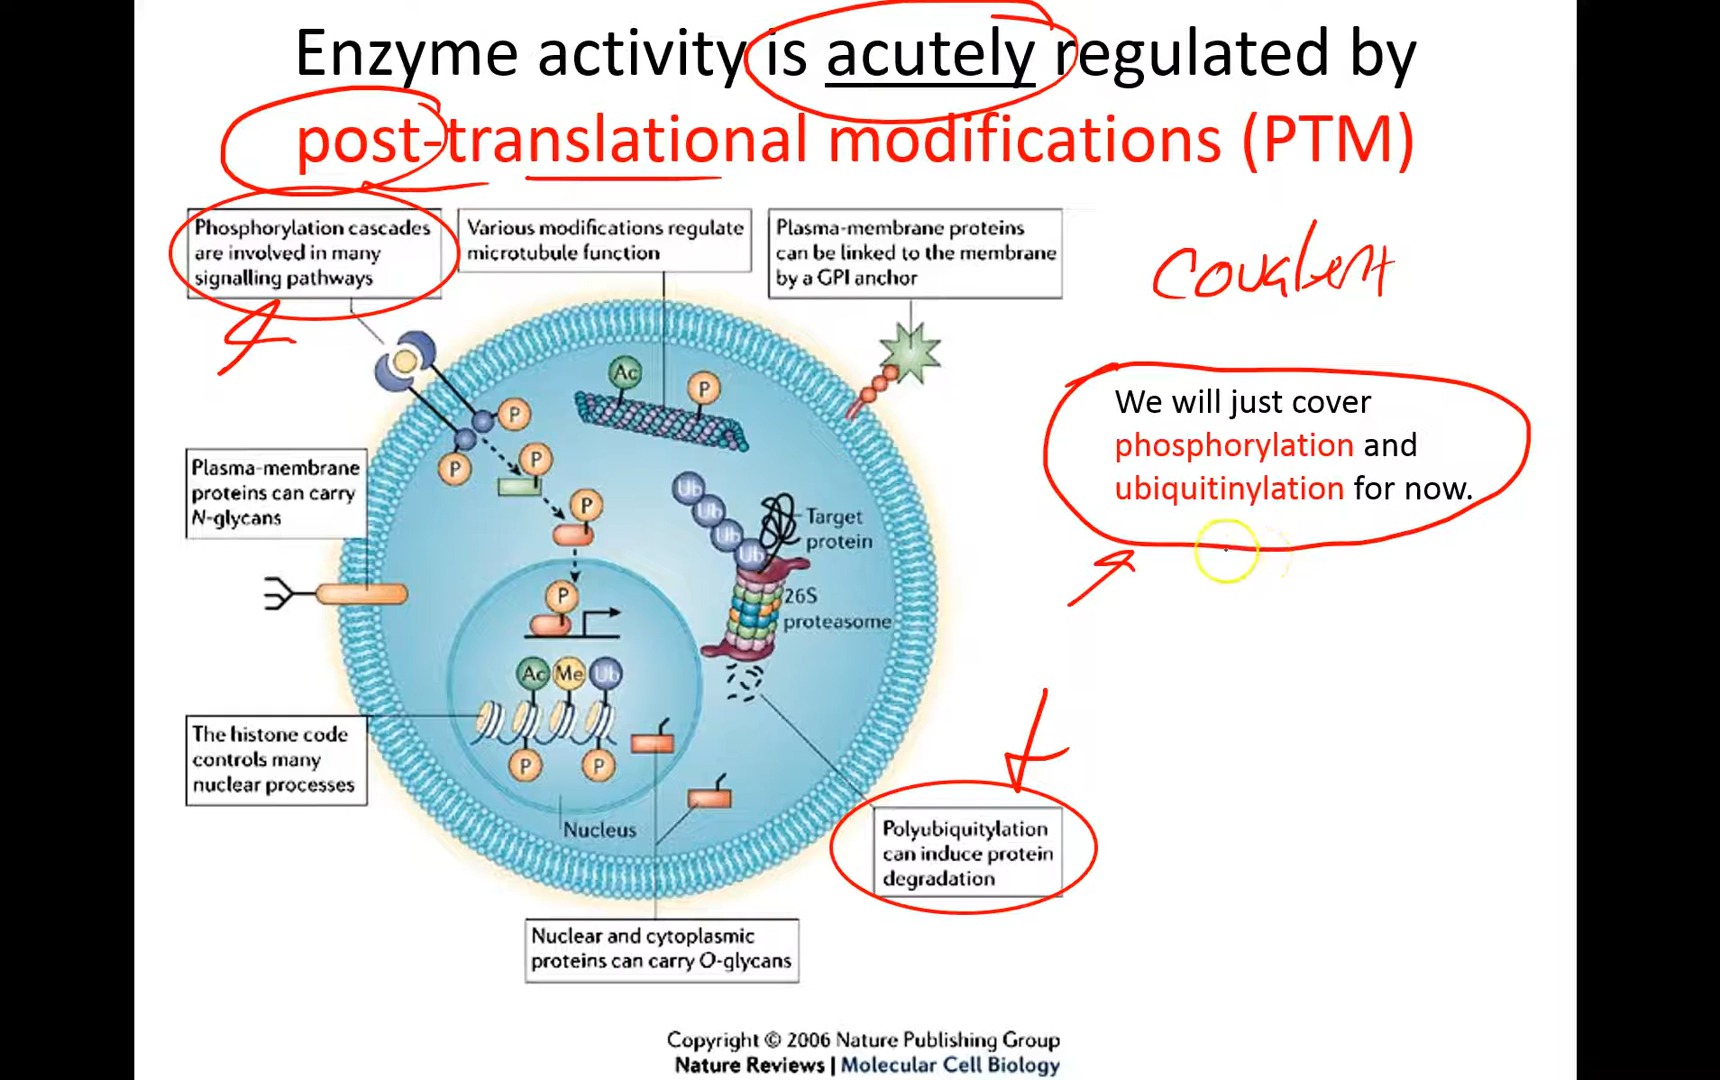 Enzyme activity is acutely regulated by
post-translational modifications (PTM)
Phosphorylation cascades
are involved in many
signalling pathways
Various modifications regulate
microtubule function
Plasma-membrane proteins
can be linked to the membrane
by a GPI anchor
covalent
We will just cover
phosphorylation and
ubiquitinylation for now.
Ac
P
P
P
P
P
Plasma-membrane
proteins can carry
N-glycans
Ub
Ub
Ub
Ub
Target
protein
26S
proteasome
P
Ac Me Ub
P P
The histone code
controls many
nuclear processes
Nucleus
Polyubiquitylation
can induce protein
degradation
Nuclear and cytoplasmic
proteins can carry O-glycans
Copyright © 2006 Nature Publishing Group
Nature Reviews | Molecular Cell Biology